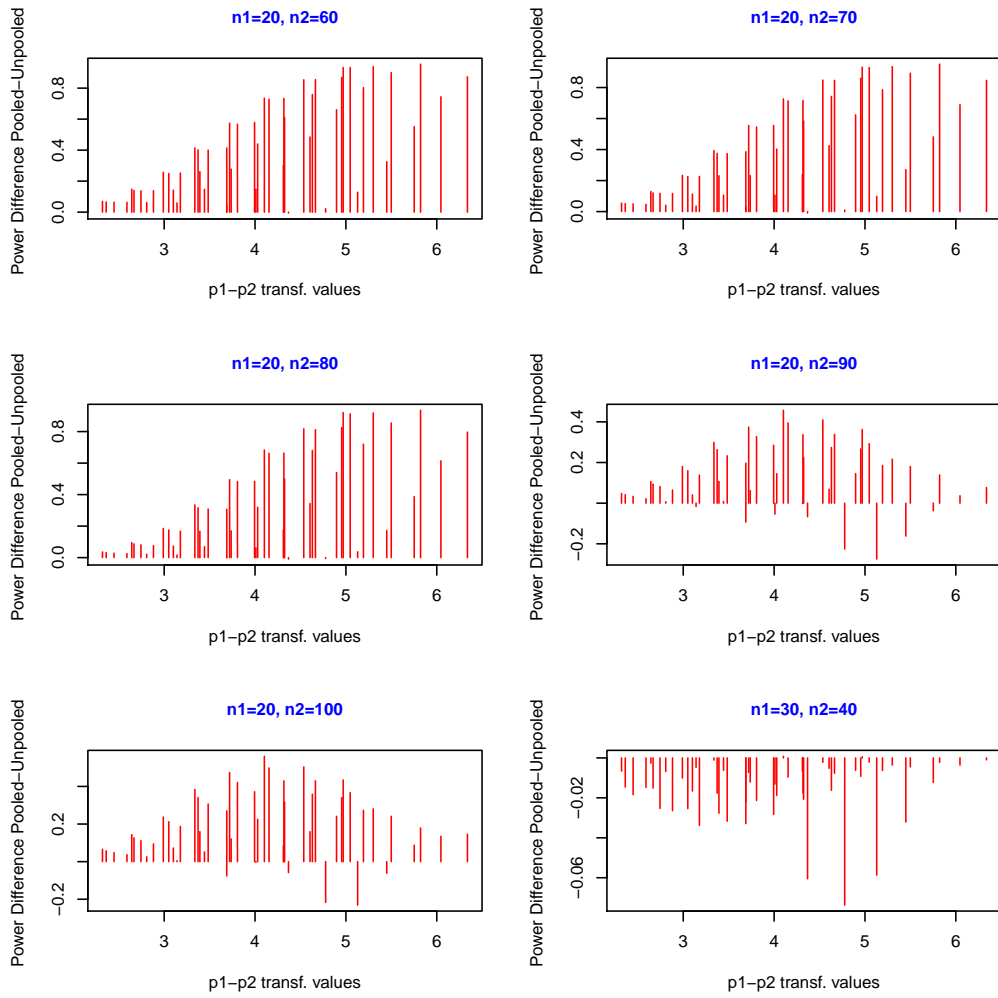 n1=20, n2=60
Power Difference Pooled−Unpooled
0.0 0.4 0.8
3 4 5 6
p1−p2 transf. values
n1=20, n2=70
Power Difference Pooled−Unpooled
0.0 0.4 0.8
3 4 5 6
p1−p2 transf. values
n1=20, n2=80
Power Difference Pooled−Unpooled
0.0 0.4 0.8
3 4 5 6
p1−p2 transf. values
n1=20, n2=90
Power Difference Pooled−Unpooled
−0.2 0.2 0.4
3 4 5 6
p1−p2 transf. values
n1=20, n2=100
Power Difference Pooled−Unpooled
−0.2 0.2
3 4 5 6
p1−p2 transf. values
n1=30, n2=40
Power Difference Pooled−Unpooled
−0.06 −0.02
3 4 5 6
p1−p2 transf. values